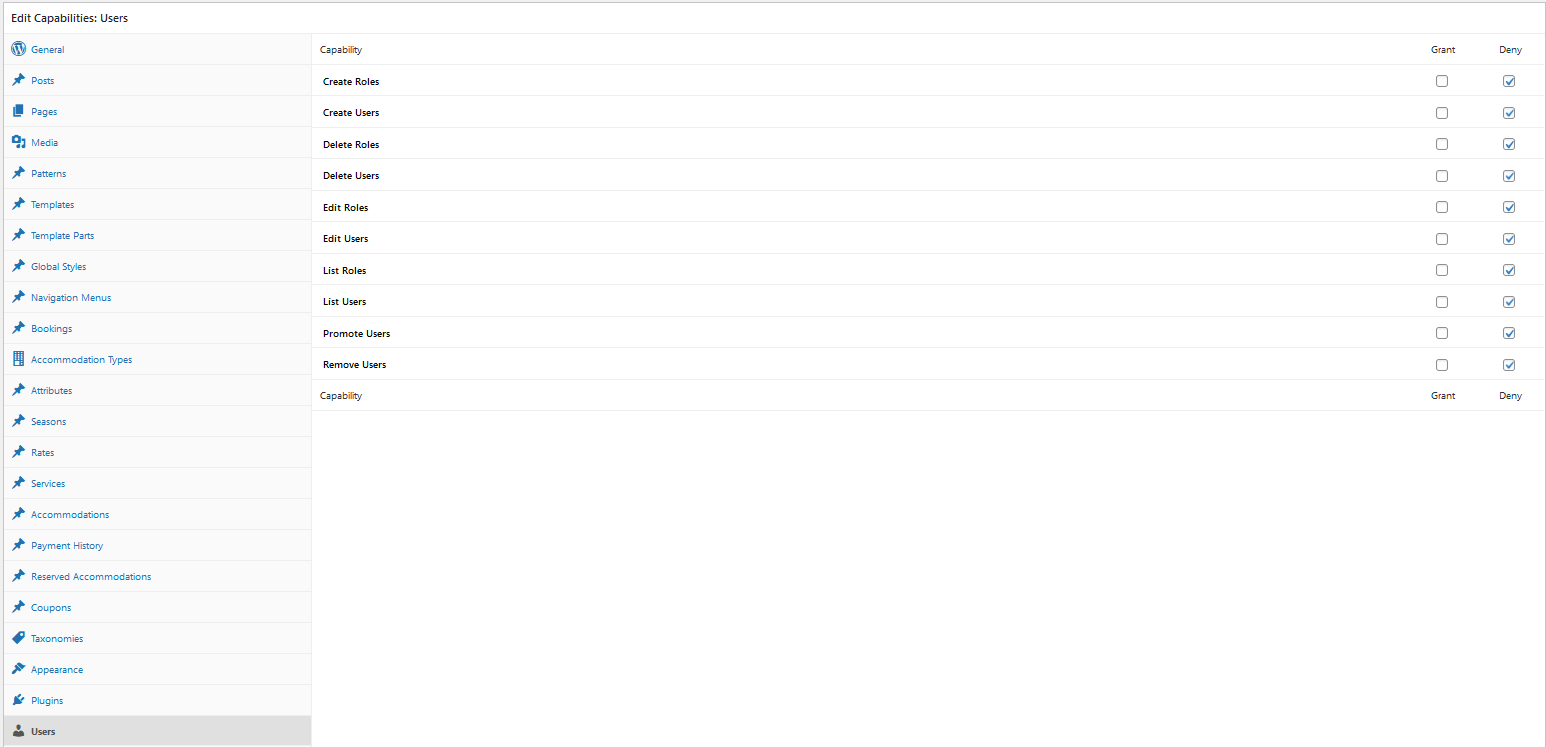 Edit Capabilities: Users
General
Posts
Pages
Media
Patterns
Templates
Template Parts
Global Styles
Navigation Menus
Bookings
Accommodation Types
Attributes
Seasons
Rates
Services
Accommodations
Payment History
Reserved Accommodations
Coupons
Taxonomies
Appearance
Plugins
Users
Capability Grant Deny
Create Roles
Create Users
Delete Roles
Delete Users
Edit Roles
Edit Users
List Roles
List Users
Promote Users
Remove Users
Capability Grant Deny